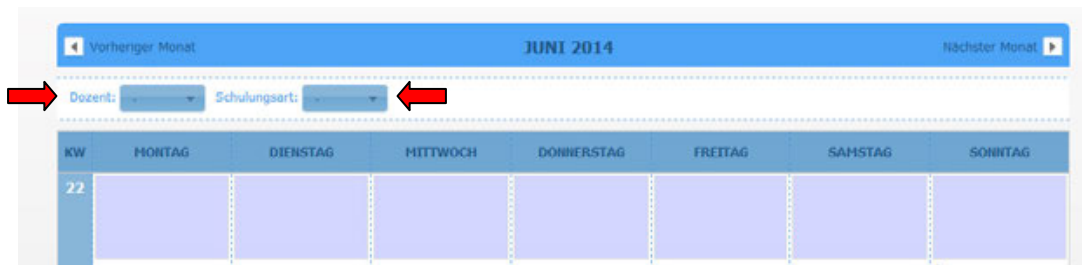 Vorheriger Monat JUNI 2014 Nächster Monat
Dozent: - Schulungsart: -
KW MONTAG DIENSTAG MITTWOCH DONNERSTAG FREITAG SAMSTAG SONNTAG
22